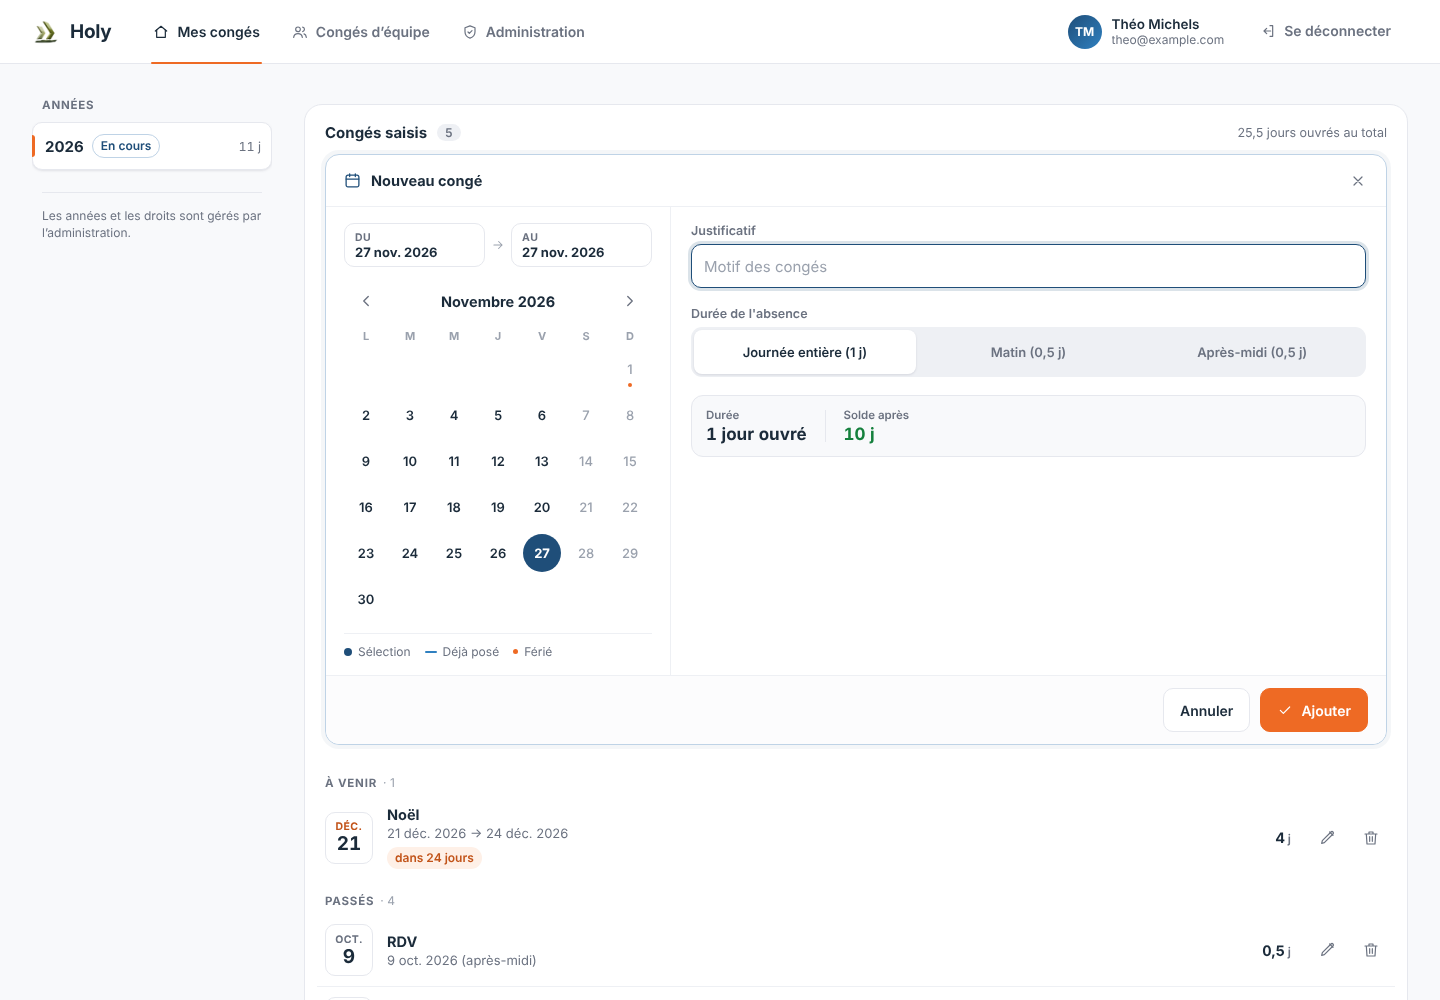 Holy
Mes congés
Congés d’équipe
Administration
TM
Théo Michels
theo@example.com
Se déconnecter
ANNÉES
2026 En cours 11 j
Les années et les droits sont gérés par
l’administration.
Congés saisis 5
25,5 jours ouvrés au total
Nouveau congé
DU
27 nov. 2026
→
AU
27 nov. 2026
Novembre 2026
L M M J V S D
1
2 3 4 5 6 7 8
9 10 11 12 13 14 15
16 17 18 19 20 21 22
23 24 25 26 27 28 29
30
Sélection Déjà posé Férié
Justificatif
Motif des congés
Durée de l'absence
Journée entière (1 j) Matin (0,5 j) Après-midi (0,5 j)
Durée
1 jour ouvré
Solde après
10 j
Annuler
Ajouter
À VENIR · 1
DÉC.
21
Noël
21 déc. 2026 → 24 déc. 2026
dans 24 jours
4 j
PASSÉS · 4
OCT.
9
RDV
9 oct. 2026 (après-midi)
0,5 j